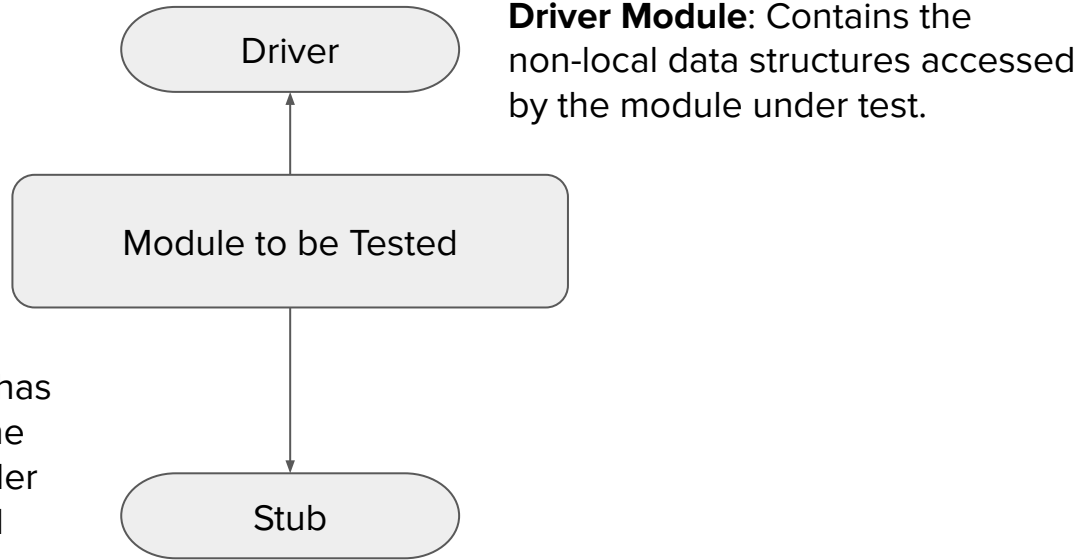 Driver
Driver Module: Contains the
non-local data structures accessed
by the module under test.
Module to be Tested
has
Stub